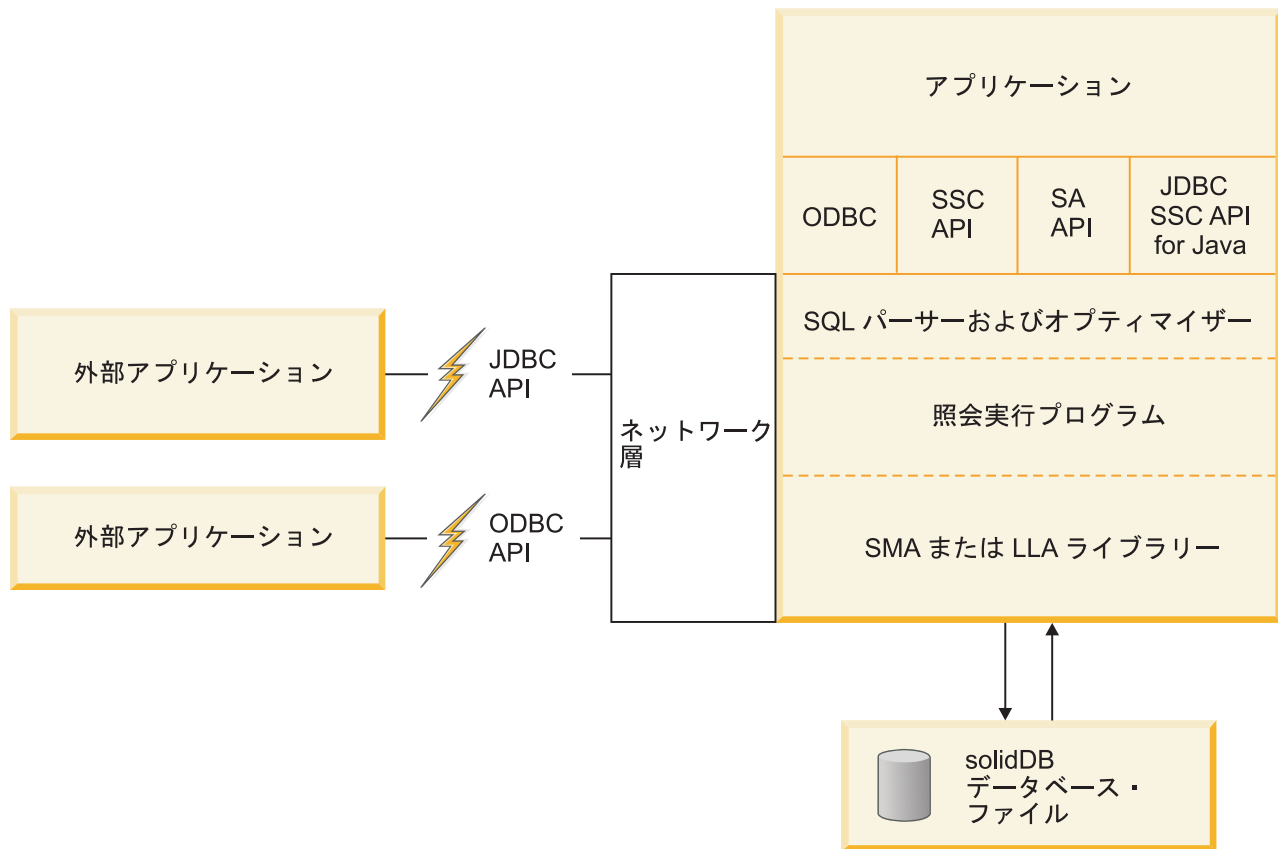 アプリケーション
ODBC
SSC
API
SA
API
JDBC
SSC API
for Java
SQL パーサーおよびオプティマイザー
照会実行プログラム
SMA または LLA ライブラリー
ネットワーク
層
外部アプリケーション
JDBC
API
外部アプリケーション
ODBC
API
solidDB
データベース・
ファイル